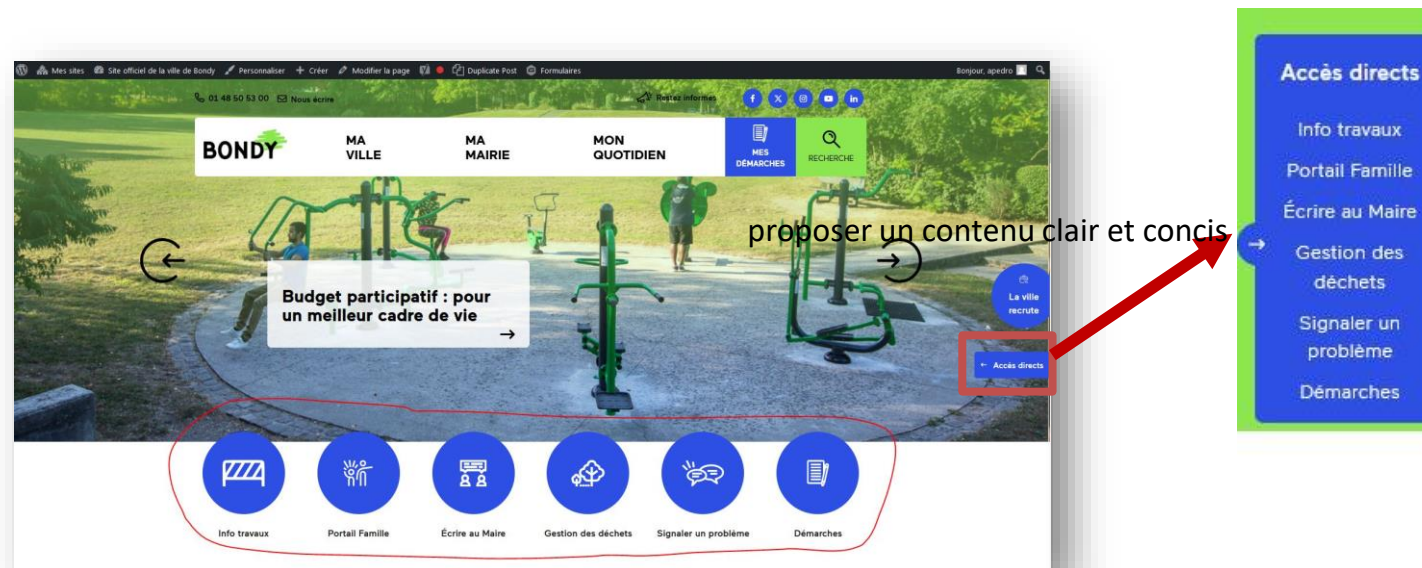 Mes sites Site officiel de la ville de Bondy Personnaliser Créer Modifier la page Duplicate Post Formulaires Bonjour, apedro
01 48 50 53 00 Nous écrire Restez informés
BONDY
MA
VILLE
MA
MAIRIE
MON
QUOTIDIEN
MES
DÉMARCHES
RECHERCHE
proposer un contenu clair et concis
Budget participatif : pour
un meilleur cadre de vie
→
La ville
recrute
← Accès directs
Info travaux
Portail Famille
Écrire au Maire
Gestion des déchets
Signaler un problème
Démarches
Accès directs
Info travaux
Portail Famille
Écrire au Maire
Gestion des
déchets
Signaler un
problème
Démarches